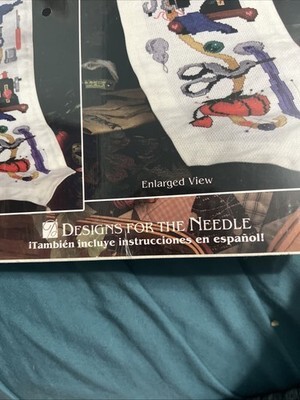 Enlarged View
DESIGNS FOR THE NEEDLE
¡También incluye instrucciones en español!